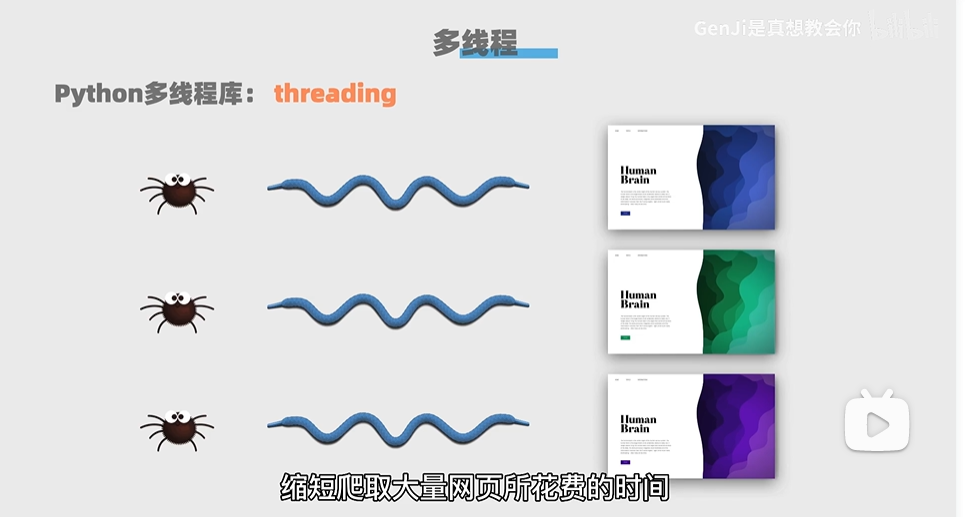 多线程
GenJi是真想教会你
bilibili
Python多线程库： threading
Human
Brain
Human
Brain
Human
Brain
缩短爬取大量网页所花费的时间